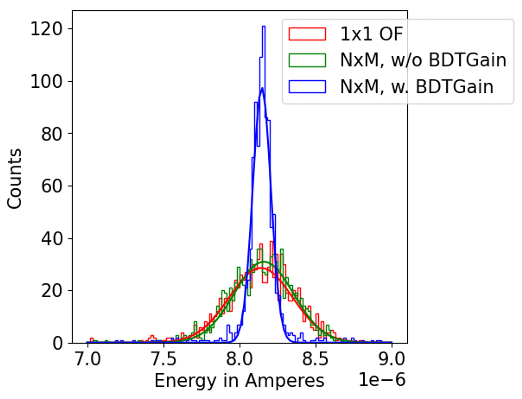 1x1 OF
NxM, w/o BDTGain
NxM, w. BDTGain
120
100
80
60
40
20
0
Counts
7.0 7.5 8.0 8.5 9.0
Energy in Amperes 1e−6